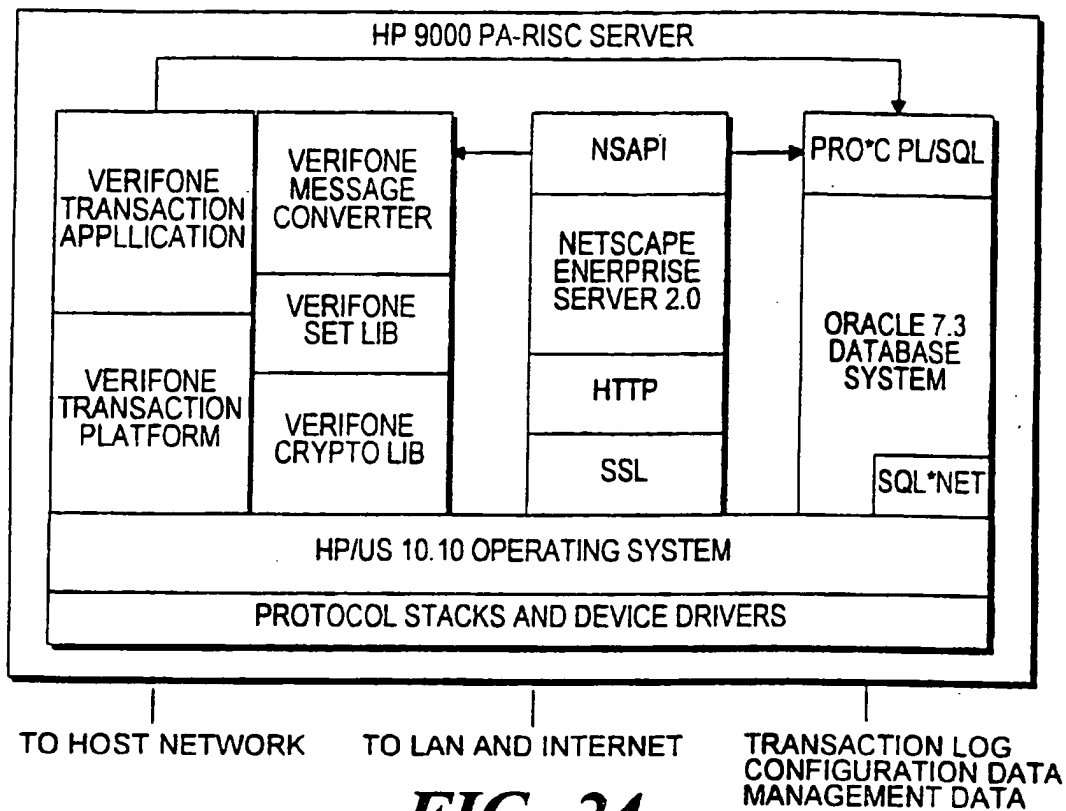 HP 9000 PA-RISC SERVER
VERIFONE
TRANSACTION
APPLLICATION
VERIFONE
TRANSACTION
PLATFORM
VERIFONE
MESSAGE
CONVERTER
VERIFONE
SET LIB
VERIFONE
CRYPTO LIB
NSAPI
NETSCAPE
ENERPRISE
SERVER 2.0
HTTP
SSL
PRO*C PL/SQL
ORACLE 7.3
DATABASE
SYSTEM
SQL*NET
HP/US 10.10 OPERATING SYSTEM
PROTOCOL STACKS AND DEVICE DRIVERS
TO HOST NETWORK
TO LAN AND INTERNET
TRANSACTION LOG
CONFIGURATION DATA
MANAGEMENT DATA
FIG. 24